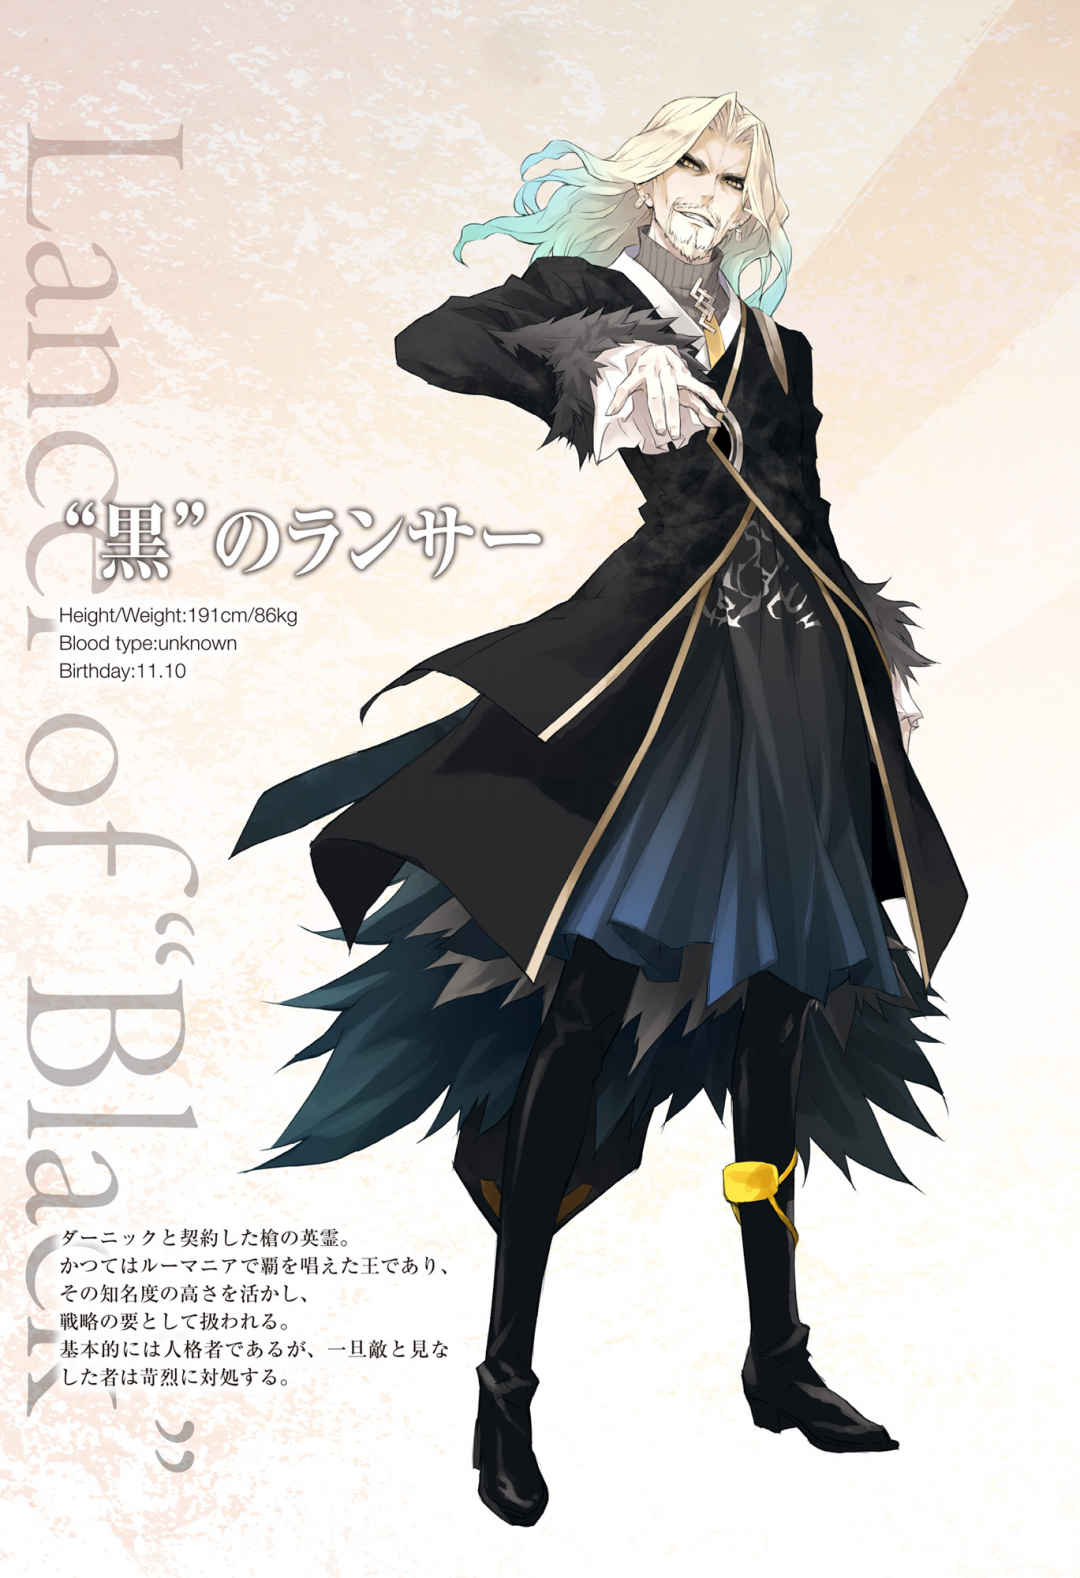 Lancer of “Black”
“黒”のランサー
Height/Weight:191cm/86kg
Blood type:unknown
Birthday:11.10
ダーニックと契約した槍の英霊。
かつてはルーマニアで覇を唱えた王であり、
その知名度の高さを活かし、
戦略の要として扱われる。
基本的には人格者であるが、一旦敵と見な
した者は苛烈に対処する。